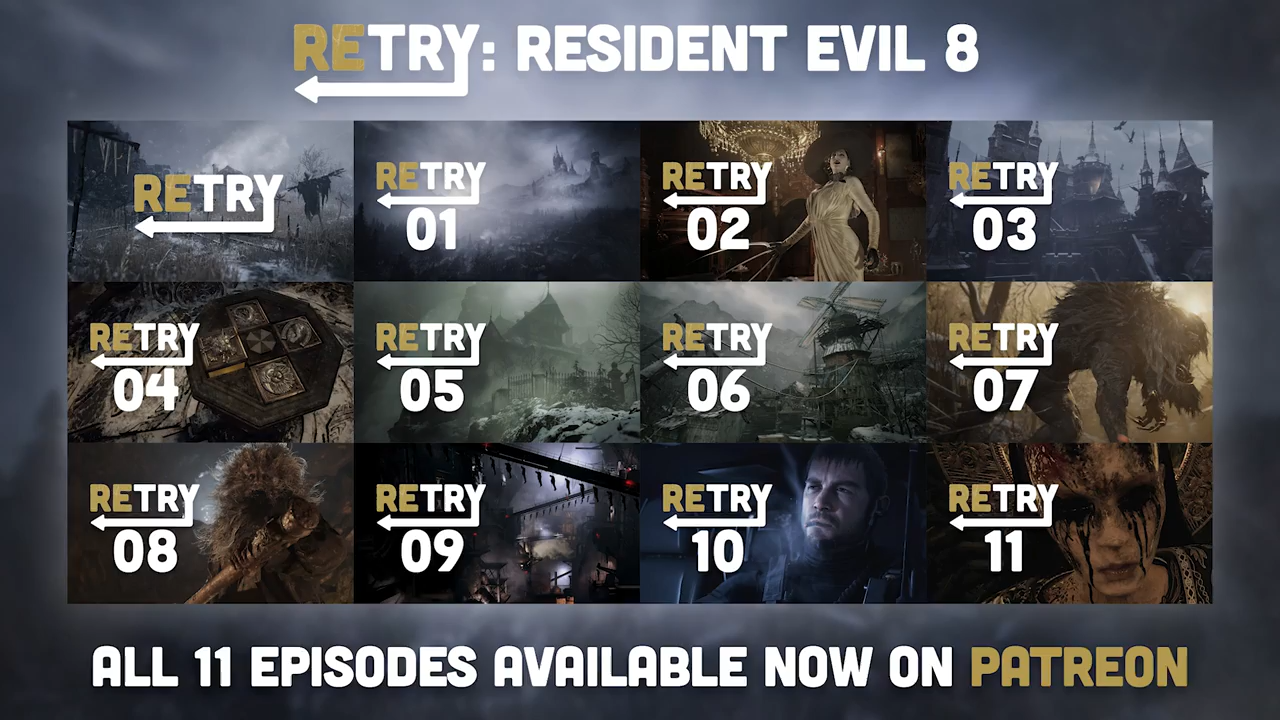 RETRY: RESIDENT EVIL 8
RETRY
RETRY
01
RETRY
02
RETRY
03
RETRY
04
RETRY
05
RETRY
06
RETRY
07
RETRY
08
RETRY
09
RETRY
10
RETRY
11
ALL 11 EPISODES AVAILABLE NOW ON PATREON